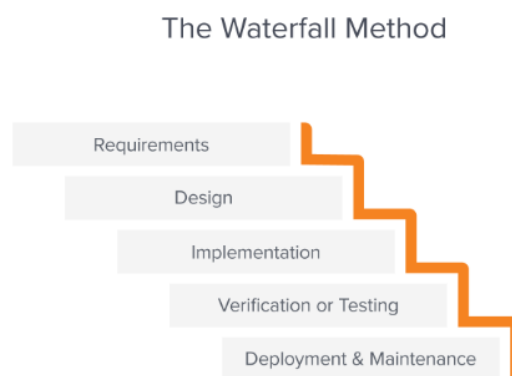 The Waterfall Method
Requirements
Design
Implementation
Verification or Testing
Deployment & Maintenance